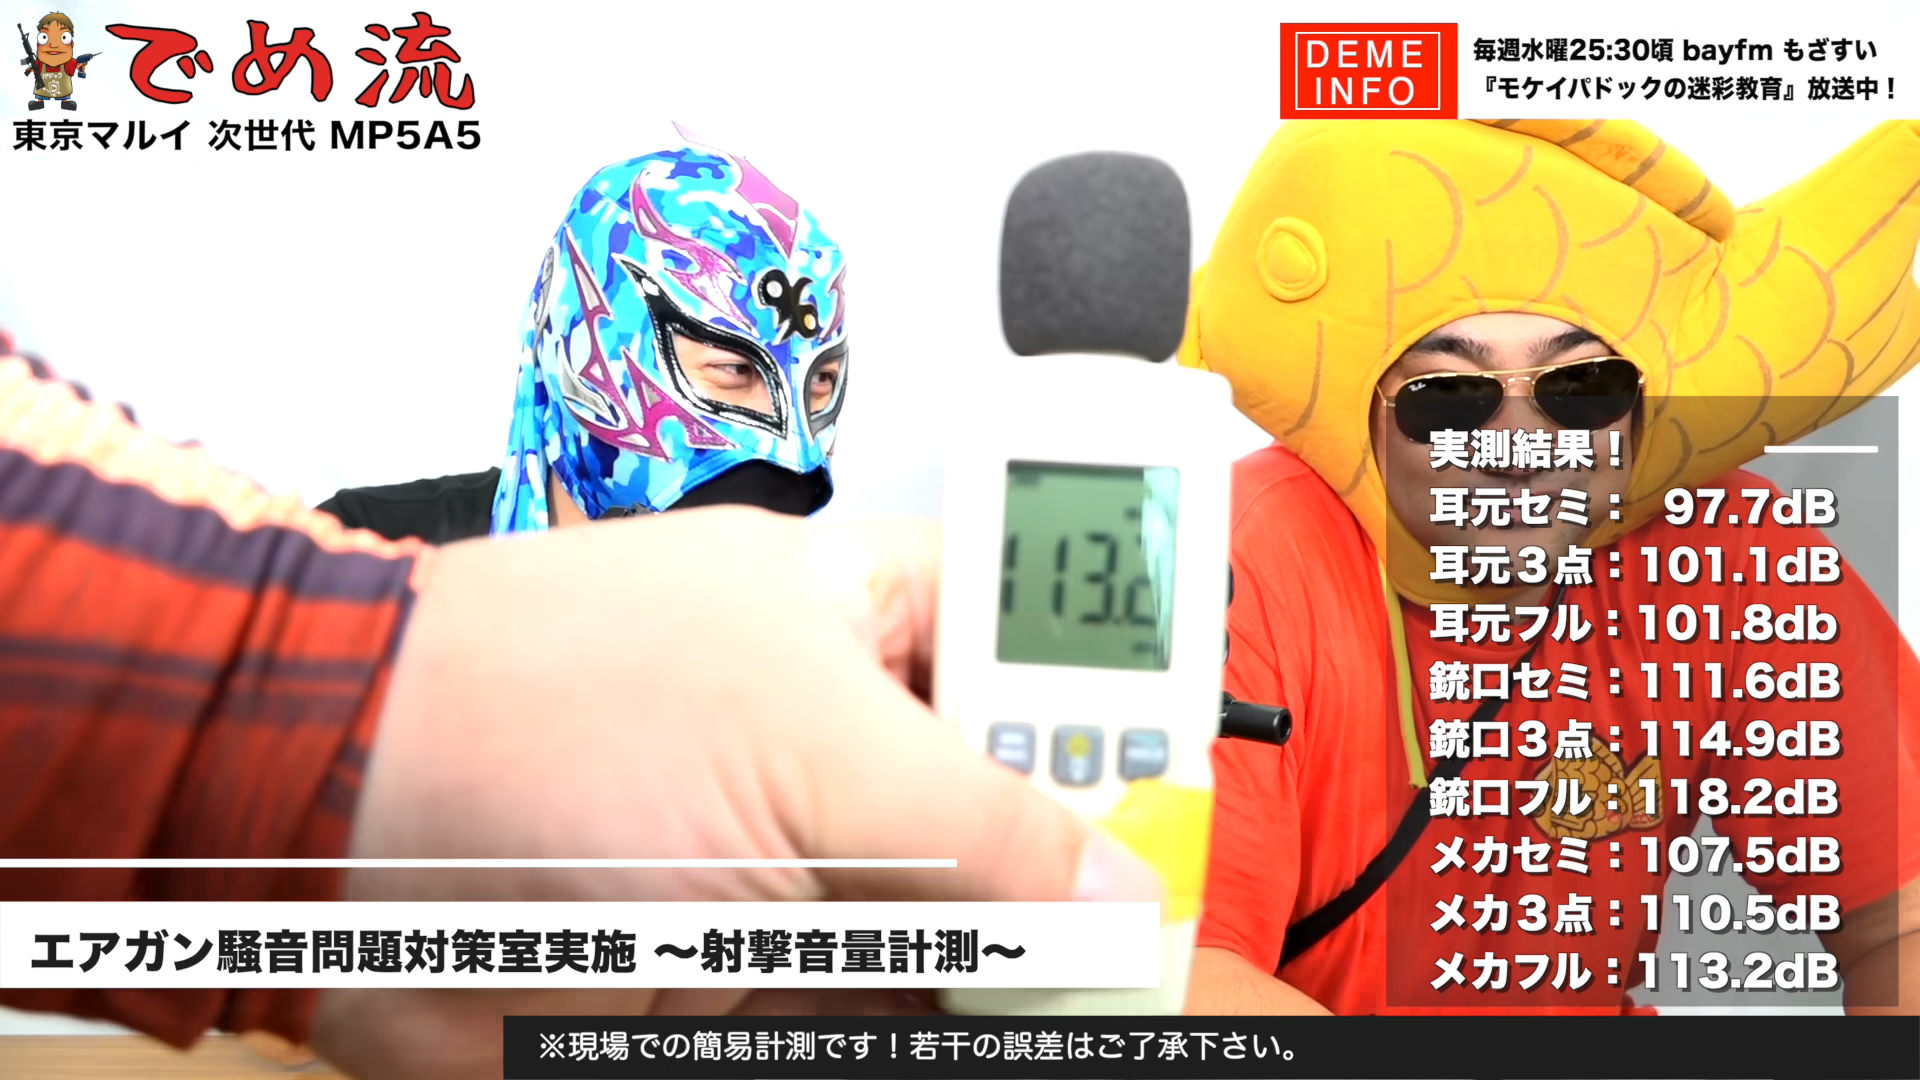 でめ流
東京マルイ 次世代 MP5A5
DEME
INFO
毎週水曜25:30頃 bayfm もざすい
『モケイパドックの迷彩教育』放送中！
96
Ray-Ban
113.2
実測結果！
耳元セミ： 97.7dB
耳元３点：101.1dB
耳元フル：101.8db
銃口セミ：111.6dB
銃口３点：114.9dB
銃口フル：118.2dB
メカセミ：107.5dB
メカ３点：110.5dB
メカフル：113.2dB
エアガン騒音問題対策室実施 〜射撃音量計測〜
※現場での簡易計測です！若干の誤差はご了承下さい。